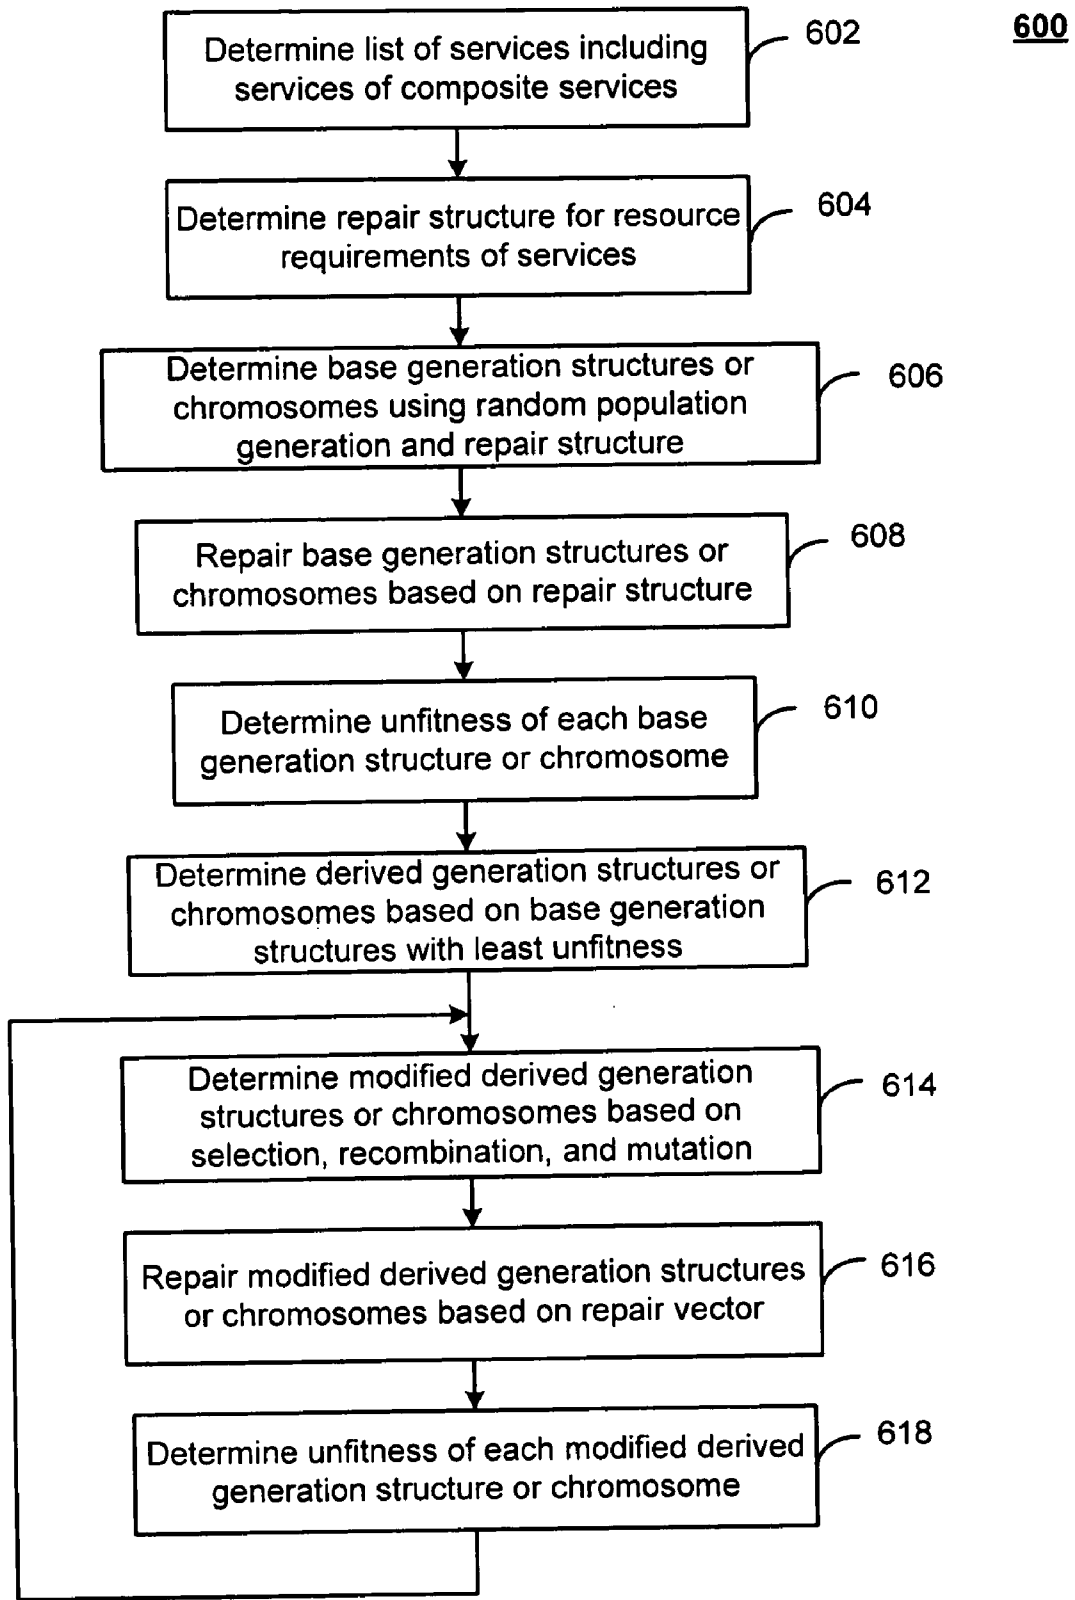 600
Determine list of services including
services of composite services
602
Determine repair structure for resource
requirements of services
604
Determine base generation structures or
chromosomes using random population
generation and repair structure
606
Repair base generation structures or
chromosomes based on repair structure
608
Determine unfitness of each base
generation structure or chromosome
610
Determine derived generation structures or
chromosomes based on base generation
structures with least unfitness
612
Determine modified derived generation
structures or chromosomes based on
selection, recombination, and mutation
614
Repair modified derived generation structures
or chromosomes based on repair vector
616
Determine unfitness of each modified derived
generation structure or chromosome
618